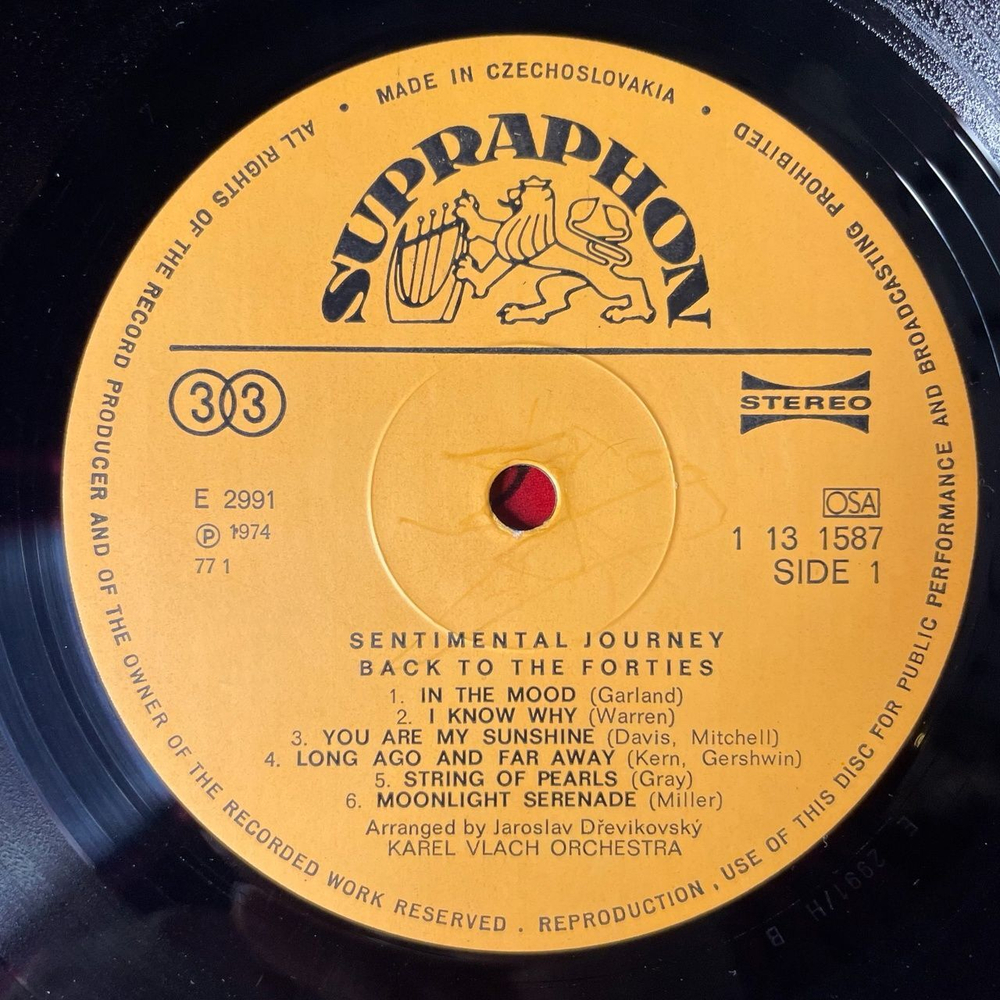 • MADE IN CZECHOSLOVAKIA •
SUPRAPHON
33
STEREO
E 2991
Ⓟ 1974
77 1
OSA
1 13 1587
SIDE 1
SENTIMENTAL JOURNEY
BACK TO THE FORTIES
1. IN THE MOOD (Garland)
2. I KNOW WHY (Warren)
3. YOU ARE MY SUNSHINE (Davis, Mitchell)
4. LONG AGO AND FAR AWAY (Kern, Gershwin)
5. STRING OF PEARLS (Gray)
6. MOONLIGHT SERENADE (Miller)
Arranged by Jaroslav Dřevikovský
KAREL VLACH ORCHESTRA
ALL RIGHTS OF THE RECORD PRODUCER AND OF THE OWNER OF THE RECORDED WORK RESERVED . REPRODUCTION , USE OF THIS DISC FOR PUBLIC PERFORMANCE AND BROADCASTING PROHIBITED
E 2991/H B